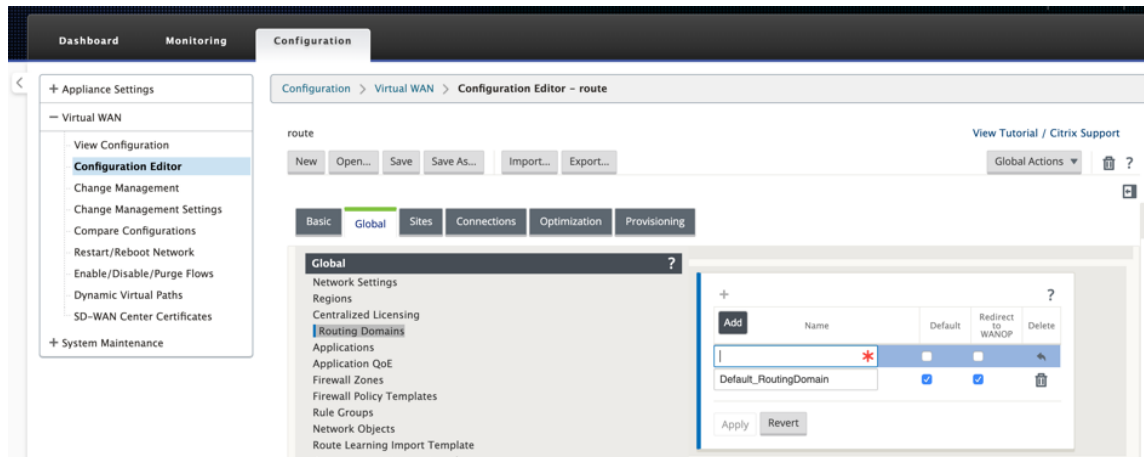 Dashboard Monitoring Configuration
+ Appliance Settings
− Virtual WAN
View Configuration
Configuration Editor
Change Management
Change Management Settings
Compare Configurations
Restart/Reboot Network
Enable/Disable/Purge Flows
Dynamic Virtual Paths
SD-WAN Center Certificates
+ System Maintenance
Configuration > Virtual WAN > Configuration Editor - route
route
View Tutorial / Citrix Support
New Open... Save Save As... Import... Export...
Global Actions ?
Basic Global Sites Connections Optimization Provisioning
Global ?
Network Settings
Regions
Centralized Licensing
Routing Domains
Applications
Application QoE
Firewall Zones
Firewall Policy Templates
Rule Groups
Network Objects
Route Learning Import Template
+ ?
Add
Name Default Redirect to WANOP Delete
*
Default_RoutingDomain
Apply Revert